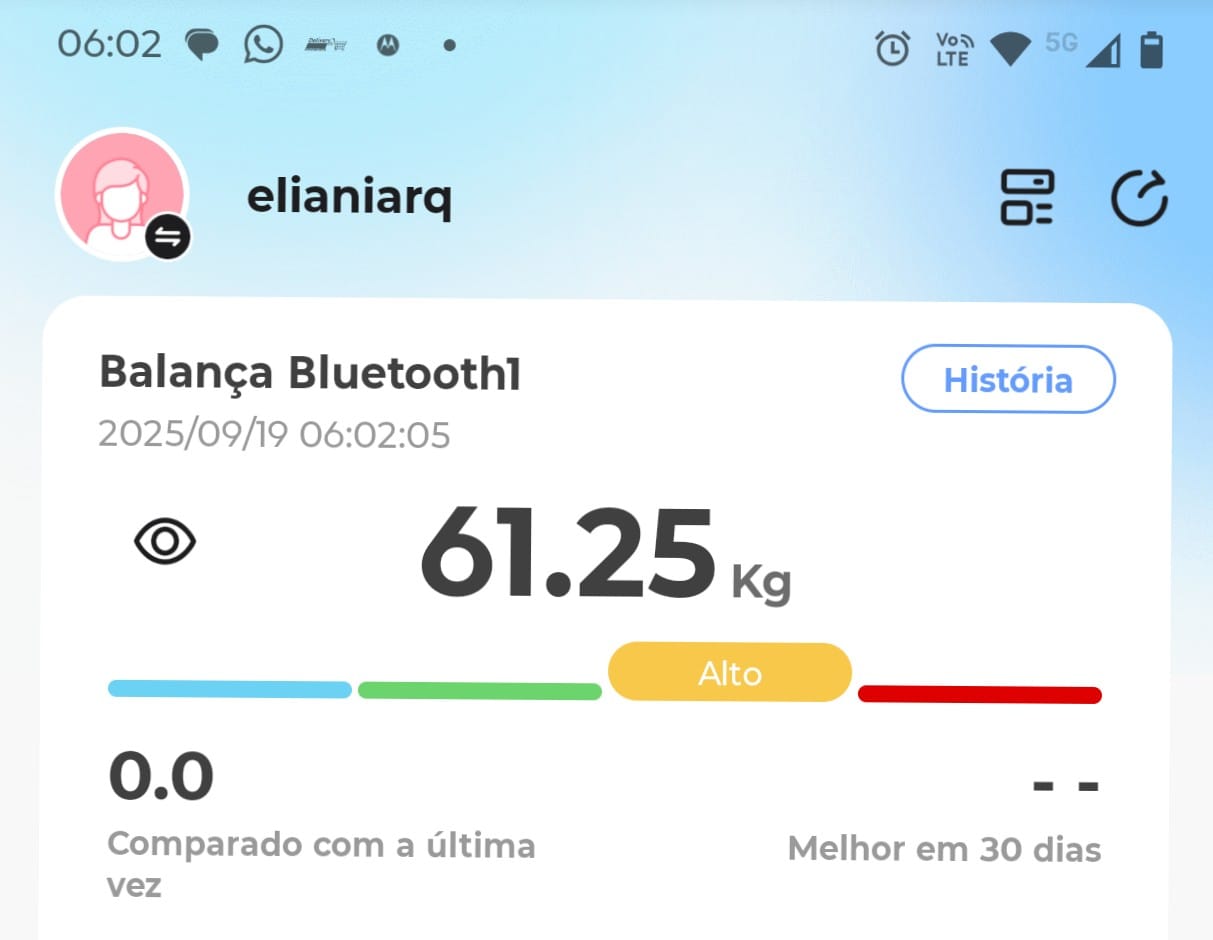 06:02
Vo
LTE
5G
elianiarq
Balança Bluetooth1
História
2025/09/19 06:02:05
61.25 Kg
Alto
0.0
- -
Comparado com a última
vez
Melhor em 30 dias